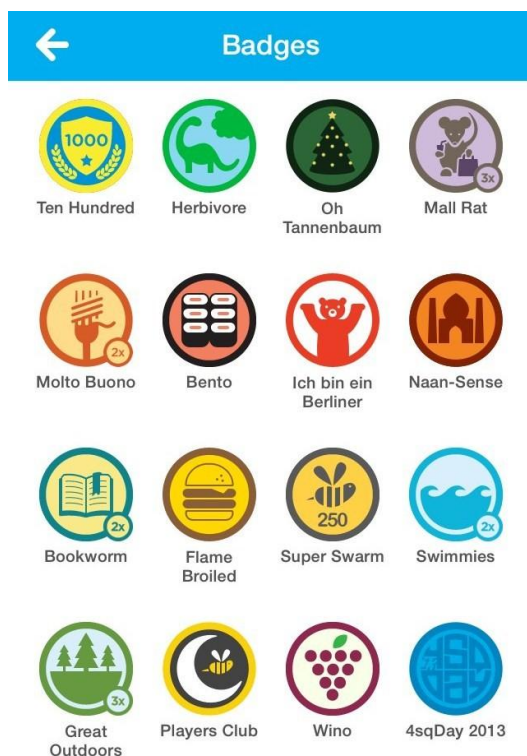 Badges
1000
Ten Hundred
Herbivore
Oh
Tannenbaum
3x
Mall Rat
2x
Molto Buono
Bento
Ich bin ein
Berliner
Naan-Sense
2x
Bookworm
Flame
Broiled
250
Super Swarm
2x
Swimmies
3x
Great
Outdoors
Players Club
Wino
4sqDay
4sqDay 2013